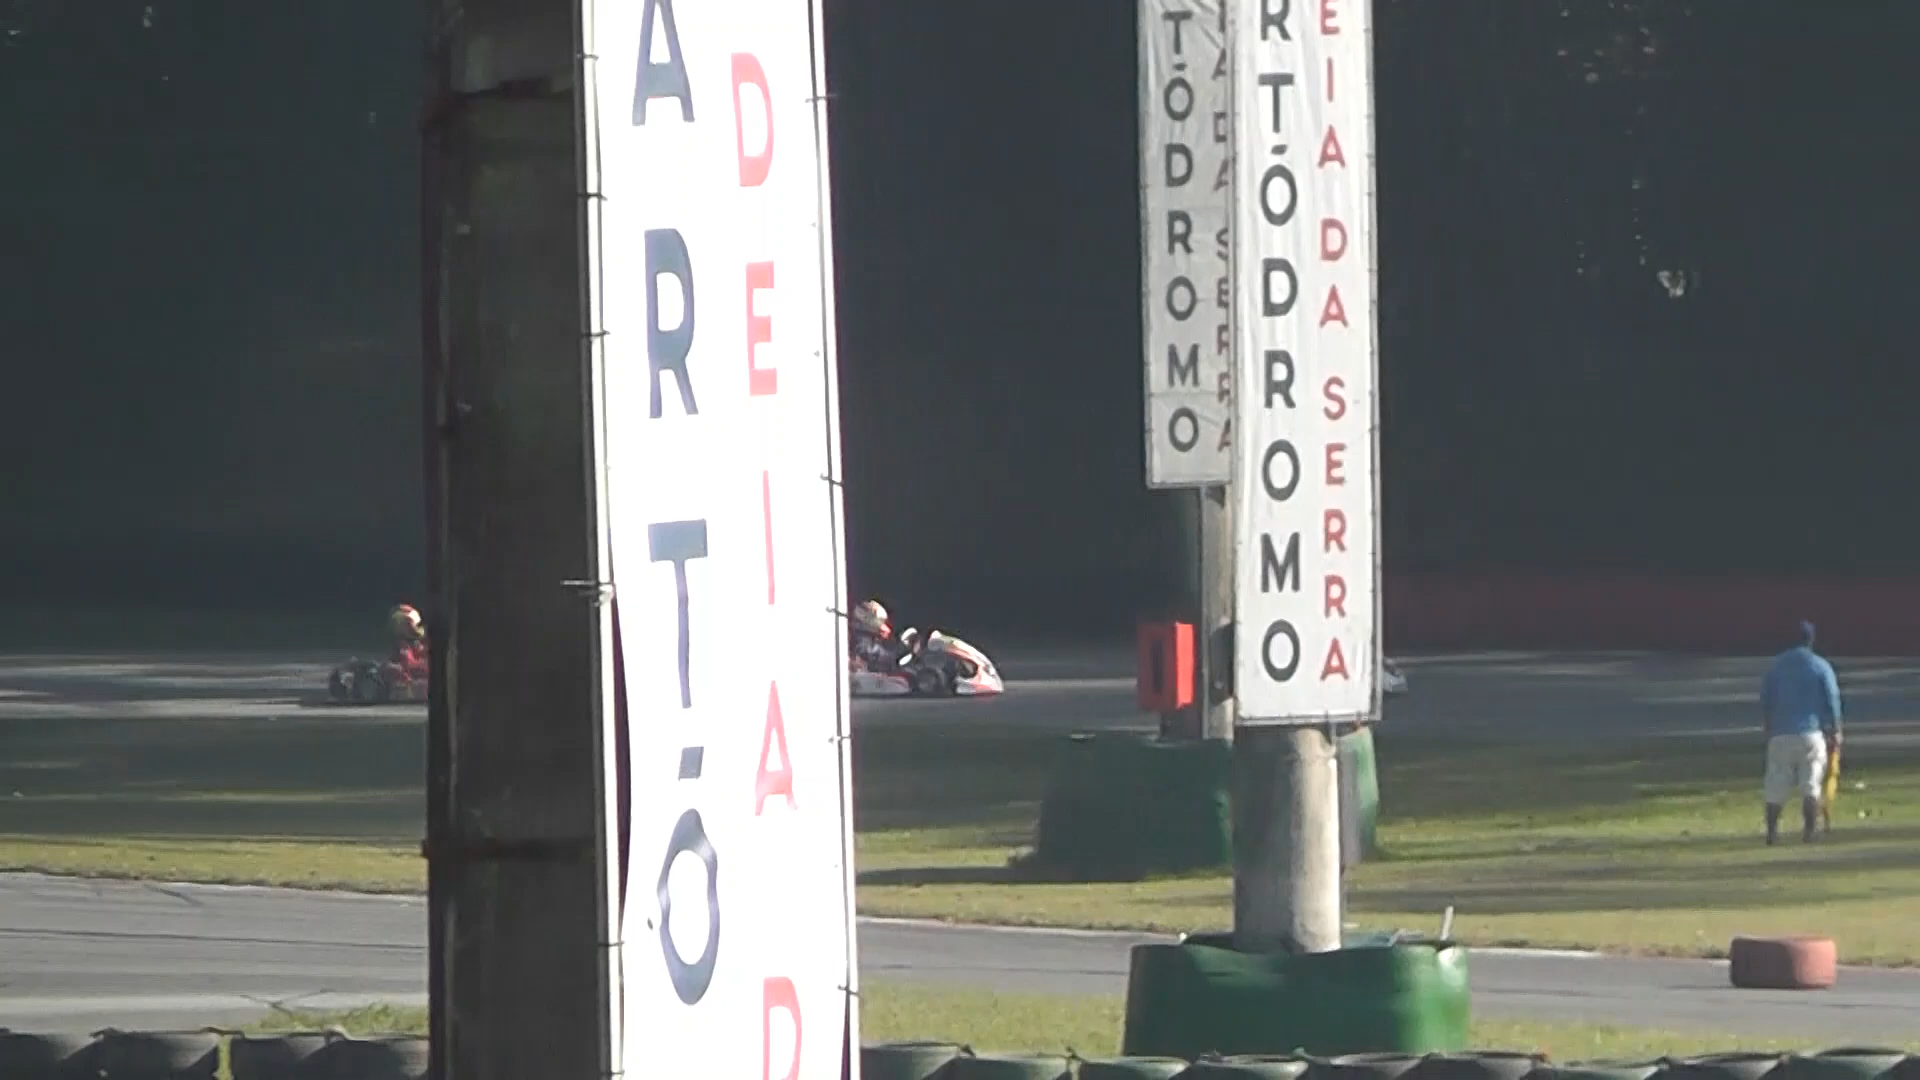 ARTÓ
DEIA D
TÓDROMO
A DA SERRA
RTÓDROMO
EIA DA SERRA